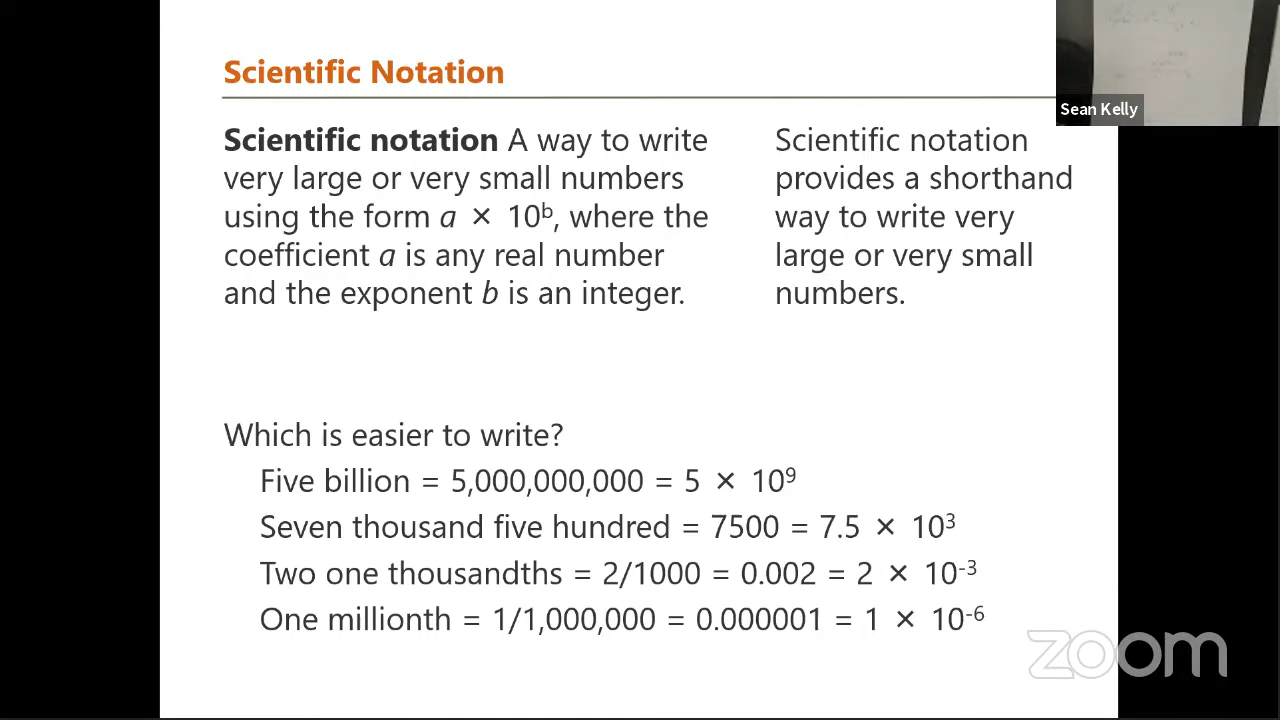 Scientific Notation
Scientific notation A way to write
very large or very small numbers
using the form a × 10ᵇ, where the
coefficient a is any real number
and the exponent b is an integer.
Scientific notation
provides a shorthand
way to write very
large or very small
numbers.
Which is easier to write?
Five billion = 5,000,000,000 = 5 × 10⁹
Seven thousand five hundred = 7500 = 7.5 × 10³
Two one thousandths = 2/1000 = 0.002 = 2 × 10⁻³
One millionth = 1/1,000,000 = 0.000001 = 1 × 10⁻⁶
Sean Kelly
zoom